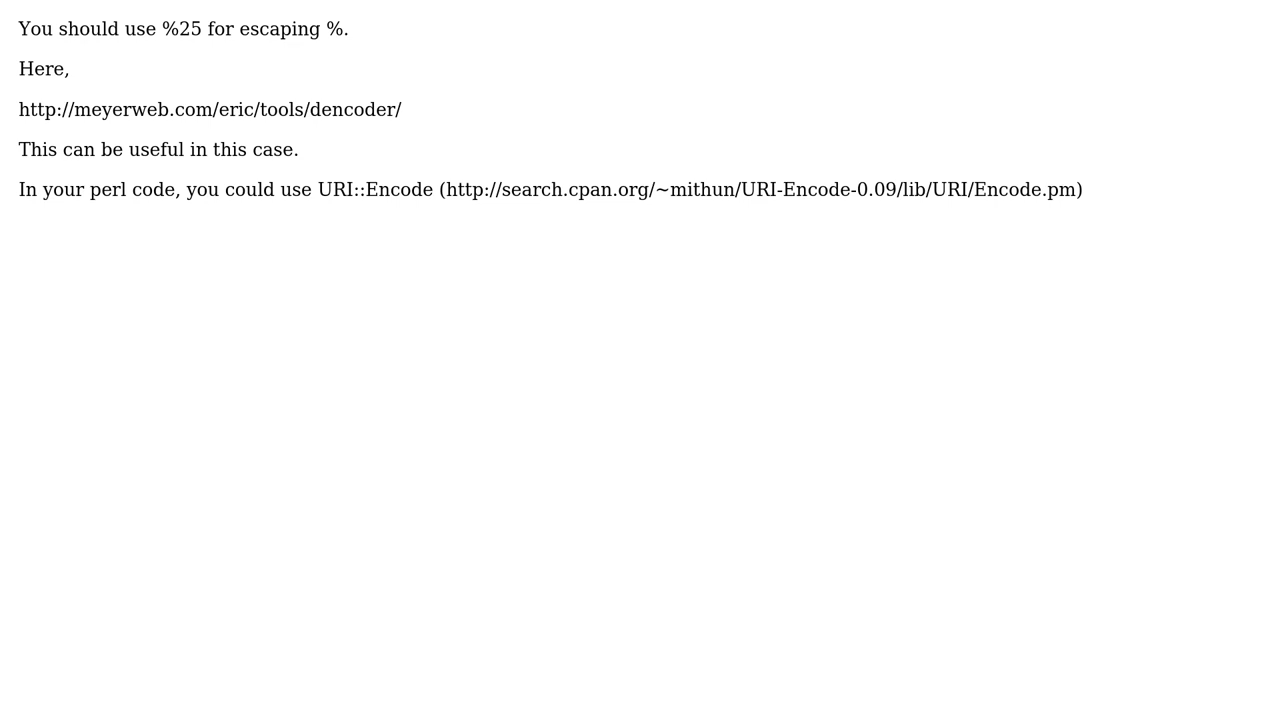 You should use %25 for escaping %.
Here,
http://meyerweb.com/eric/tools/dencoder/
This can be useful in this case.
In your perl code, you could use URI::Encode (http://search.cpan.org/~mithun/URI-Encode-0.09/lib/URI/Encode.pm)